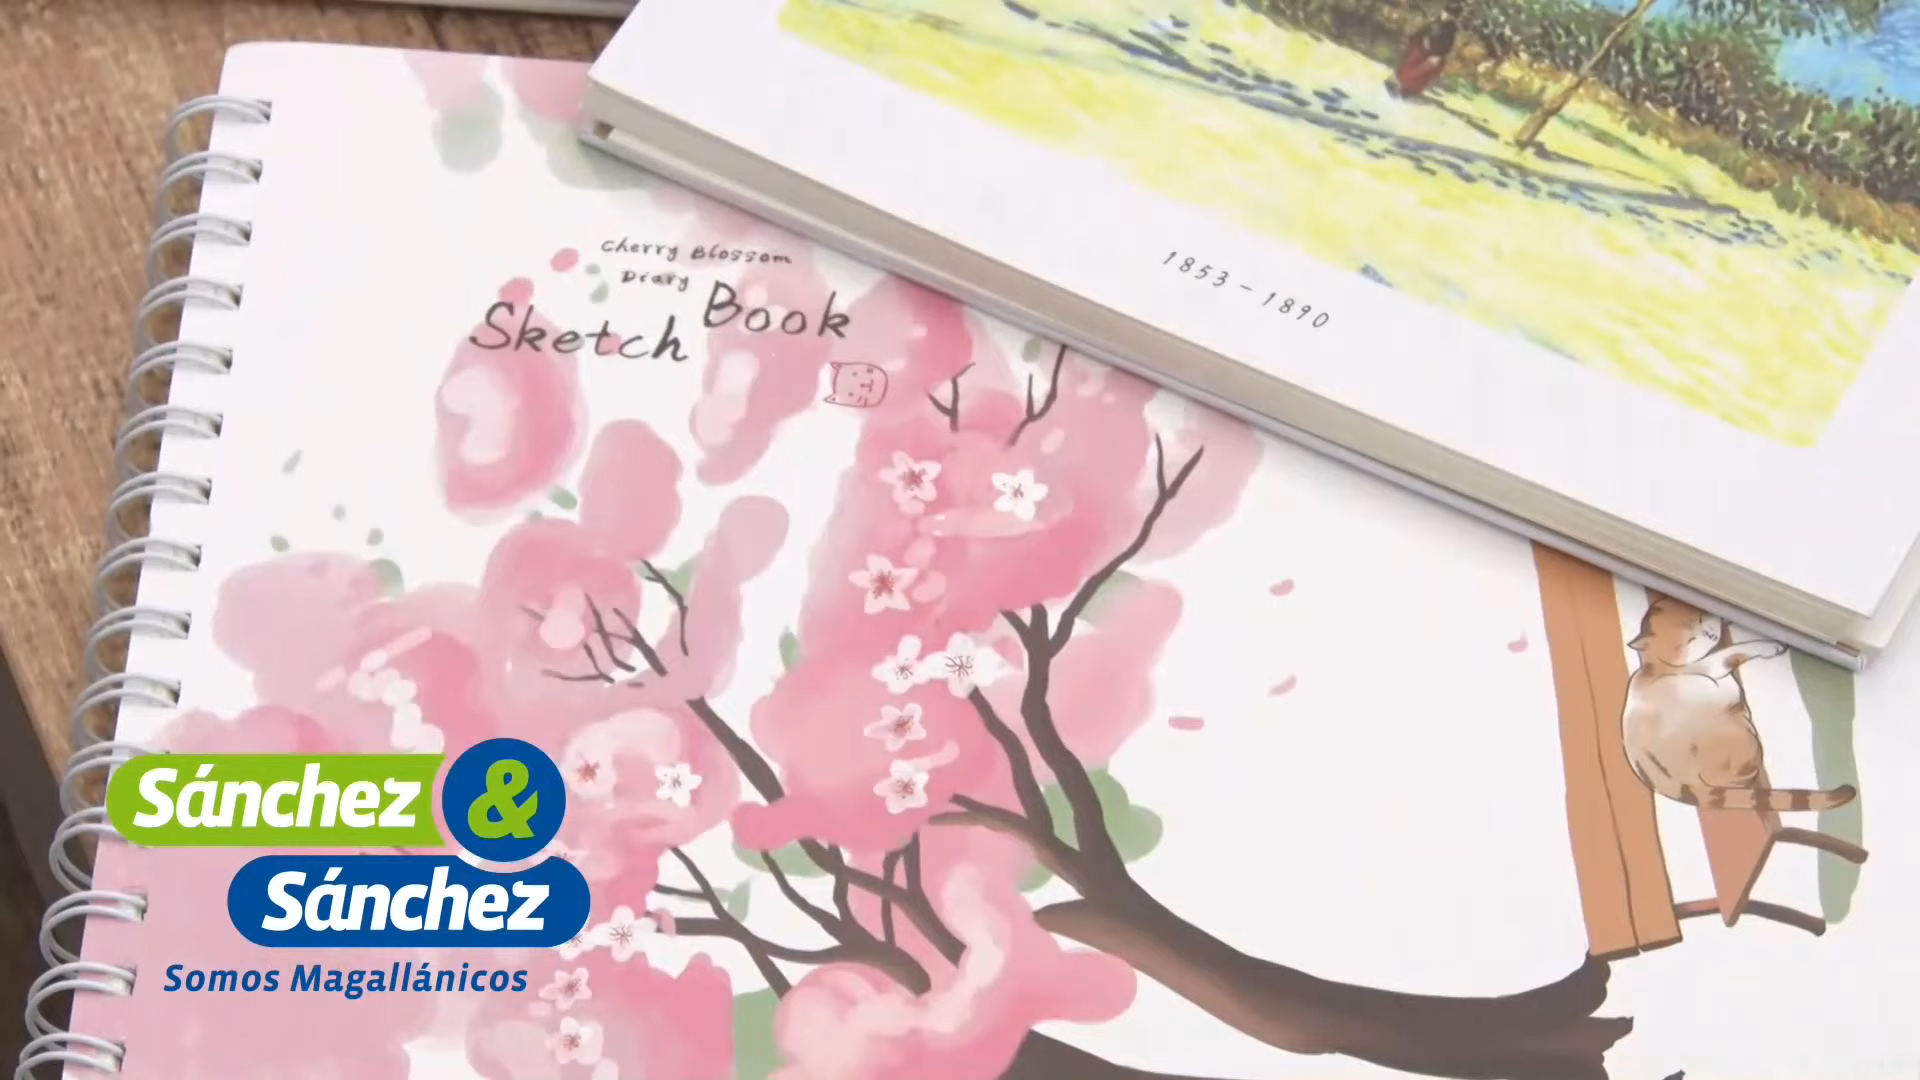 Cherry Blossom
Diary
Sketch Book
1853 – 1890
Sánchez &
Sánchez
Somos Magallánicos